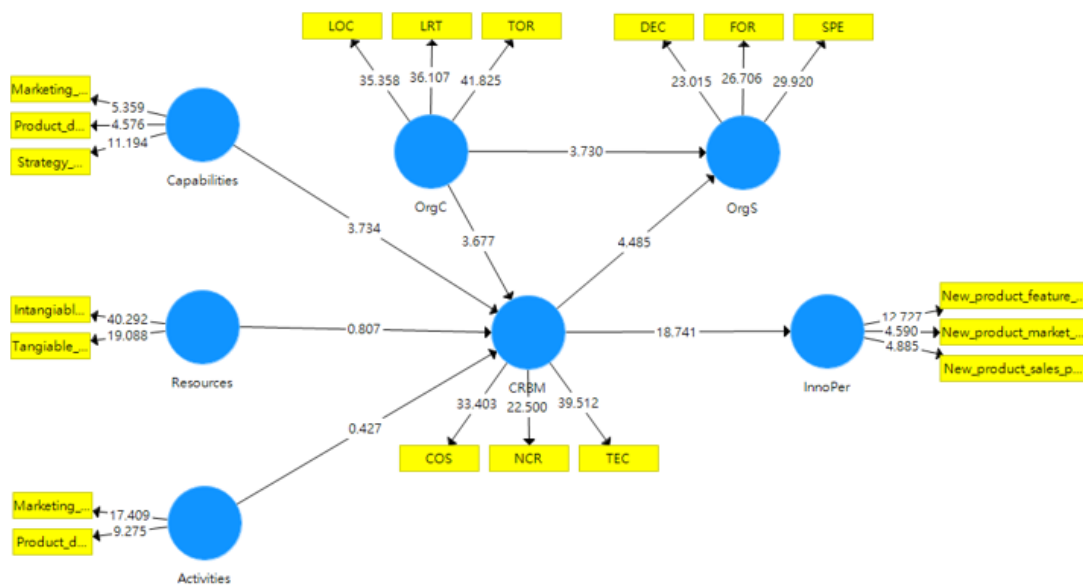 LOC
LRT
TOR
DEC
FOR
SPE
35.358
36.107
41.825
23.015
26.706
29.920
Marketing_...
5.359
Product_d...
4.576
Strategy_...
11.194
Capabilities
OrgC
3.730
OrgS
3.734
3.677
4.485
Intangiabl...
40.292
Tangiable_...
19.088
Resources
0.807
CRBM
18.741
New_product_feature_...
12.727
New_product_market_...
4.590
New_product_sales_p...
4.885
InnoPer
33.403
22.500
39.512
0.427
COS
NCR
TEC
Marketing_...
17.409
Product_d...
9.275
Activities